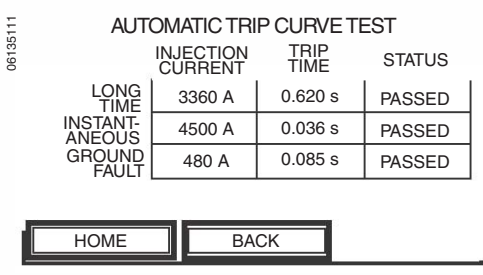 06135111
AUTOMATIC TRIP CURVE TEST
INJECTION CURRENT TRIP TIME STATUS
LONG TIME 3360 A 0.620 s PASSED
INSTANT-ANEOUS 4500 A 0.036 s PASSED
GROUND FAULT 480 A 0.085 s PASSED
HOME BACK